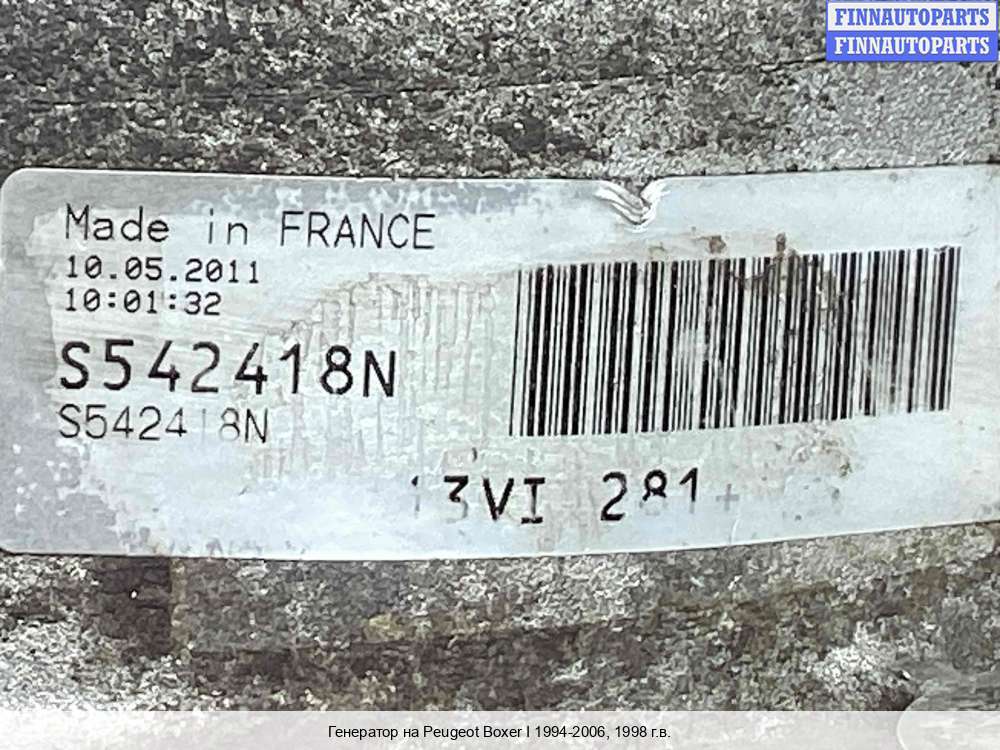 FINNAUTOPARTS
FINNAUTOPARTS
Made in FRANCE
10.05.2011
10:01:32
S542418N
S542418N
13VI 281+
Генератор на Peugeot Boxer I 1994-2006, 1998 г.в.